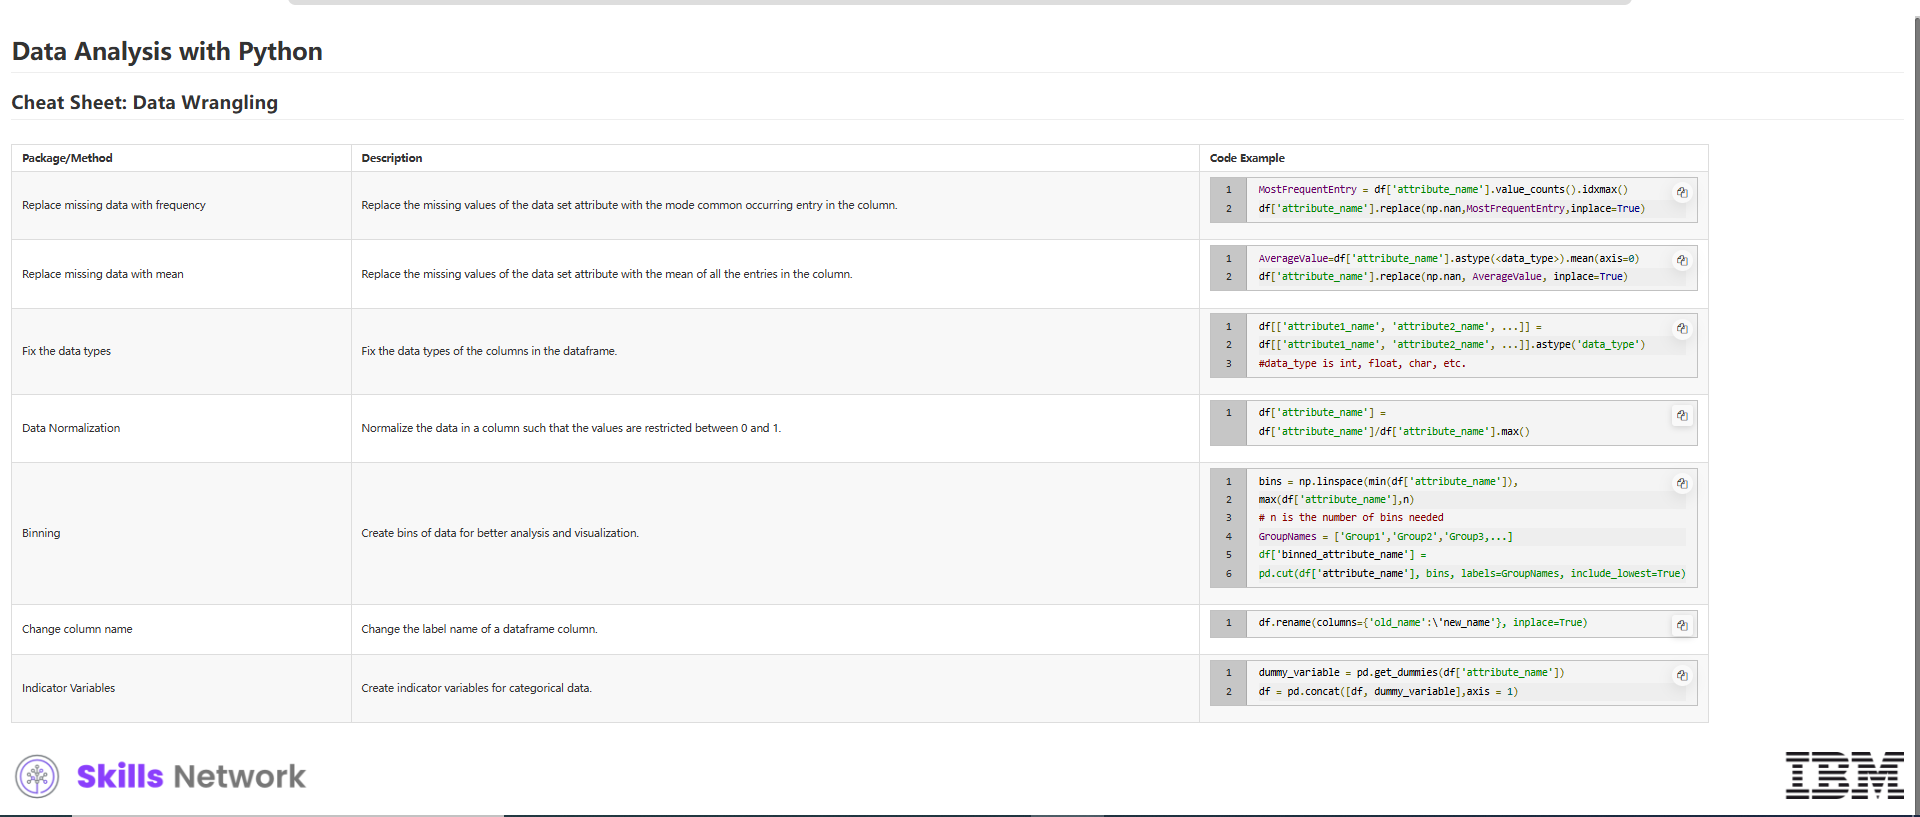 Data Analysis with Python
Cheat Sheet: Data Wrangling
Package/Method
Description
Code Example
Replace missing data with frequency
Replace the missing values of the data set attribute with the mode common occurring entry in the column.
1 MostFrequentEntry = df['attribute_name'].value_counts().idxmax()
2 df['attribute_name'].replace(np.nan,MostFrequentEntry,inplace=True)
Replace missing data with mean
Replace the missing values of the data set attribute with the mean of all the entries in the column.
1 AverageValue=df['attribute_name'].astype(<data_type>).mean(axis=0)
2 df['attribute_name'].replace(np.nan, AverageValue, inplace=True)
Fix the data types
Fix the data types of the columns in the dataframe.
1 df[['attribute1_name', 'attribute2_name', ...]] =
2 df[['attribute1_name', 'attribute2_name', ...]].astype('data_type')
3 #data_type is int, float, char, etc.
Data Normalization
Normalize the data in a column such that the values are restricted between 0 and 1.
1 df['attribute_name'] =
df['attribute_name']/df['attribute_name'].max()
Binning
Create bins of data for better analysis and visualization.
1 bins = np.linspace(min(df['attribute_name']),
2 max(df['attribute_name'],n)
3 # n is the number of bins needed
4 GroupNames = ['Group1','Group2','Group3,...]
5 df['binned_attribute_name'] =
6 pd.cut(df['attribute_name'], bins, labels=GroupNames, include_lowest=True)
Change column name
Change the label name of a dataframe column.
1 df.rename(columns={'old_name':\'new_name'}, inplace=True)
Indicator Variables
Create indicator variables for categorical data.
1 dummy_variable = pd.get_dummies(df['attribute_name'])
2 df = pd.concat([df, dummy_variable],axis = 1)
Skills Network
IBM